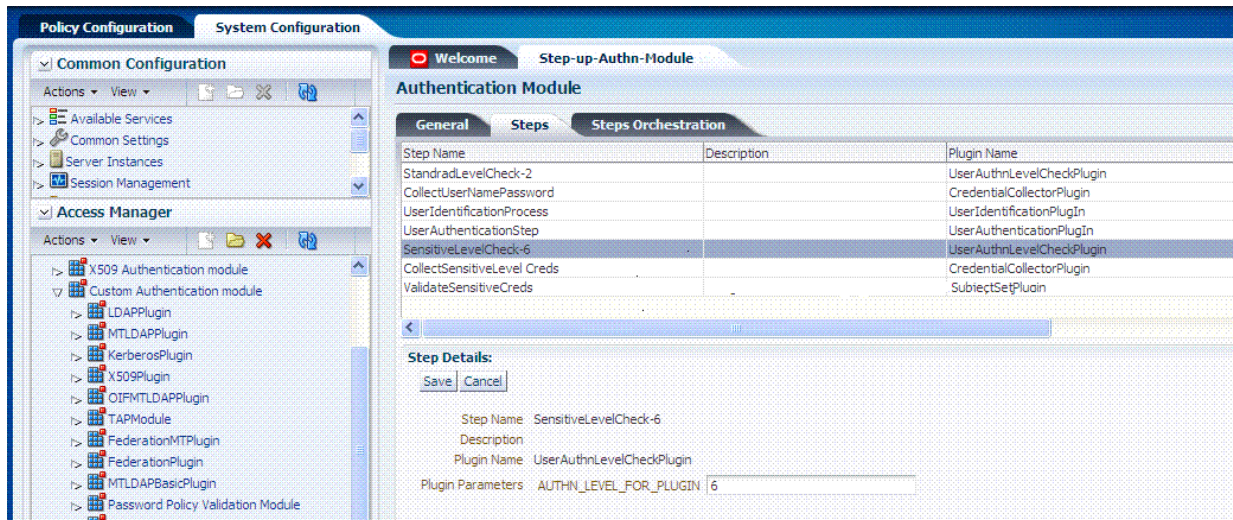 Policy Configuration System Configuration
Common Configuration
Actions View
Available Services
Common Settings
Server Instances
Session Management
Access Manager
Actions View
X509 Authentication module
Custom Authentication module
LDAPPlugin
MTLDAPPlugin
KerberosPlugin
X509Plugin
OIFMTLDAPPlugin
TAPModule
FederationMTPlugin
FederationPlugin
MTLDAPBasicPlugin
Password Policy Validation Module
Welcome Step-up-Authn-Module
Authentication Module
General Steps Steps Orchestration
Step Name Description Plugin Name
StandradLevelCheck-2 UserAuthnLevelCheckPlugin
CollectUserNamePassword CredentialCollectorPlugin
UserIdentificationProcess UserIdentificationPlugIn
UserAuthenticationStep UserAuthenticationPlugIn
SensitiveLevelCheck-6 UserAuthnLevelCheckPlugin
CollectSensitiveLevel Creds CredentialCollectorPlugin
ValidateSensitiveCreds SubjectSetPlugin
Step Details:
Save Cancel
Step Name SensitiveLevelCheck-6
Description
Plugin Name UserAuthnLevelCheckPlugin
Plugin Parameters AUTHN_LEVEL_FOR_PLUGIN 6